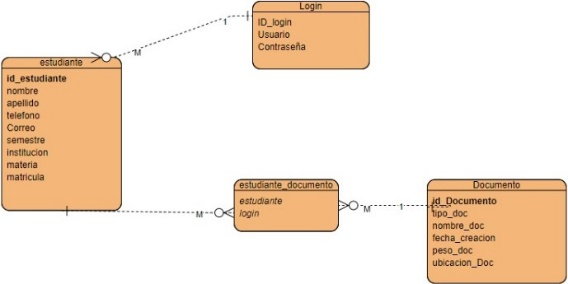 Login
ID_login
Usuario
Contraseña
1
M
estudiante
id_estudiante
nombre
apellido
telefono
Correo
semestre
institucion
materia
matricula
estudiante_documento
estudiante
login
M
M
1
Documento
id_Documento
tipo_doc
nombre_doc
fecha_creacion
peso_doc
ubicacion_Doc